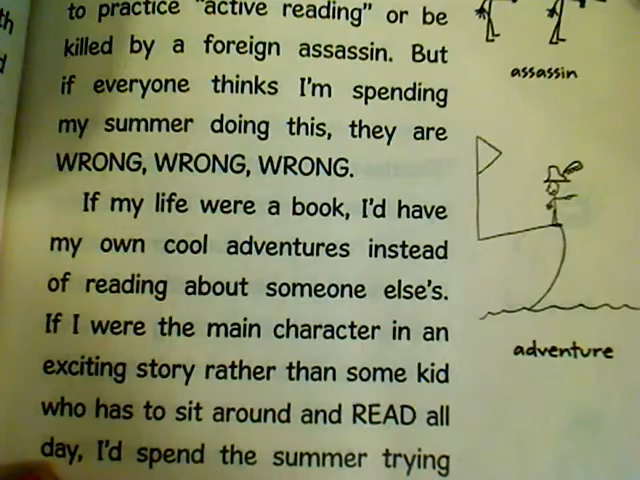 to practice "active reading" or be
killed by a foreign assassin. But
if everyone thinks I'm spending
my summer doing this, they are
WRONG, WRONG, WRONG.
If my life were a book, I'd have
my own cool adventures instead
of reading about someone else's.
If I were the main character in an
exciting story rather than some kid
who has to sit around and READ all
day, I'd spend the summer trying
assassin
adventure